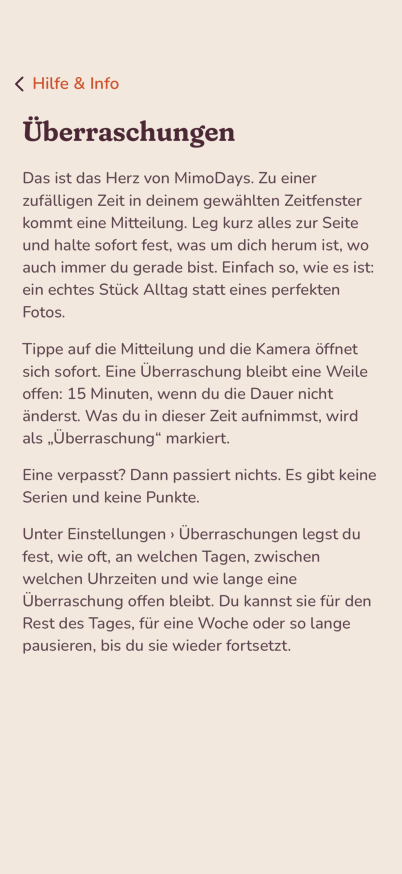 Hilfe & Info
Überraschungen
Das ist das Herz von MimoDays. Zu einer
zufälligen Zeit in deinem gewählten Zeitfenster
kommt eine Mitteilung. Leg kurz alles zur Seite
und halte sofort fest, was um dich herum ist, wo
auch immer du gerade bist. Einfach so, wie es ist:
ein echtes Stück Alltag statt eines perfekten
Fotos.
Tippe auf die Mitteilung und die Kamera öffnet
sich sofort. Eine Überraschung bleibt eine Weile
offen: 15 Minuten, wenn du die Dauer nicht
änderst. Was du in dieser Zeit aufnimmst, wird
als „Überraschung“ markiert.
Eine verpasst? Dann passiert nichts. Es gibt keine
Serien und keine Punkte.
Unter Einstellungen › Überraschungen legst du
fest, wie oft, an welchen Tagen, zwischen
welchen Uhrzeiten und wie lange eine
Überraschung offen bleibt. Du kannst sie für den
Rest des Tages, für eine Woche oder so lange
pausieren, bis du sie wieder fortsetzt.